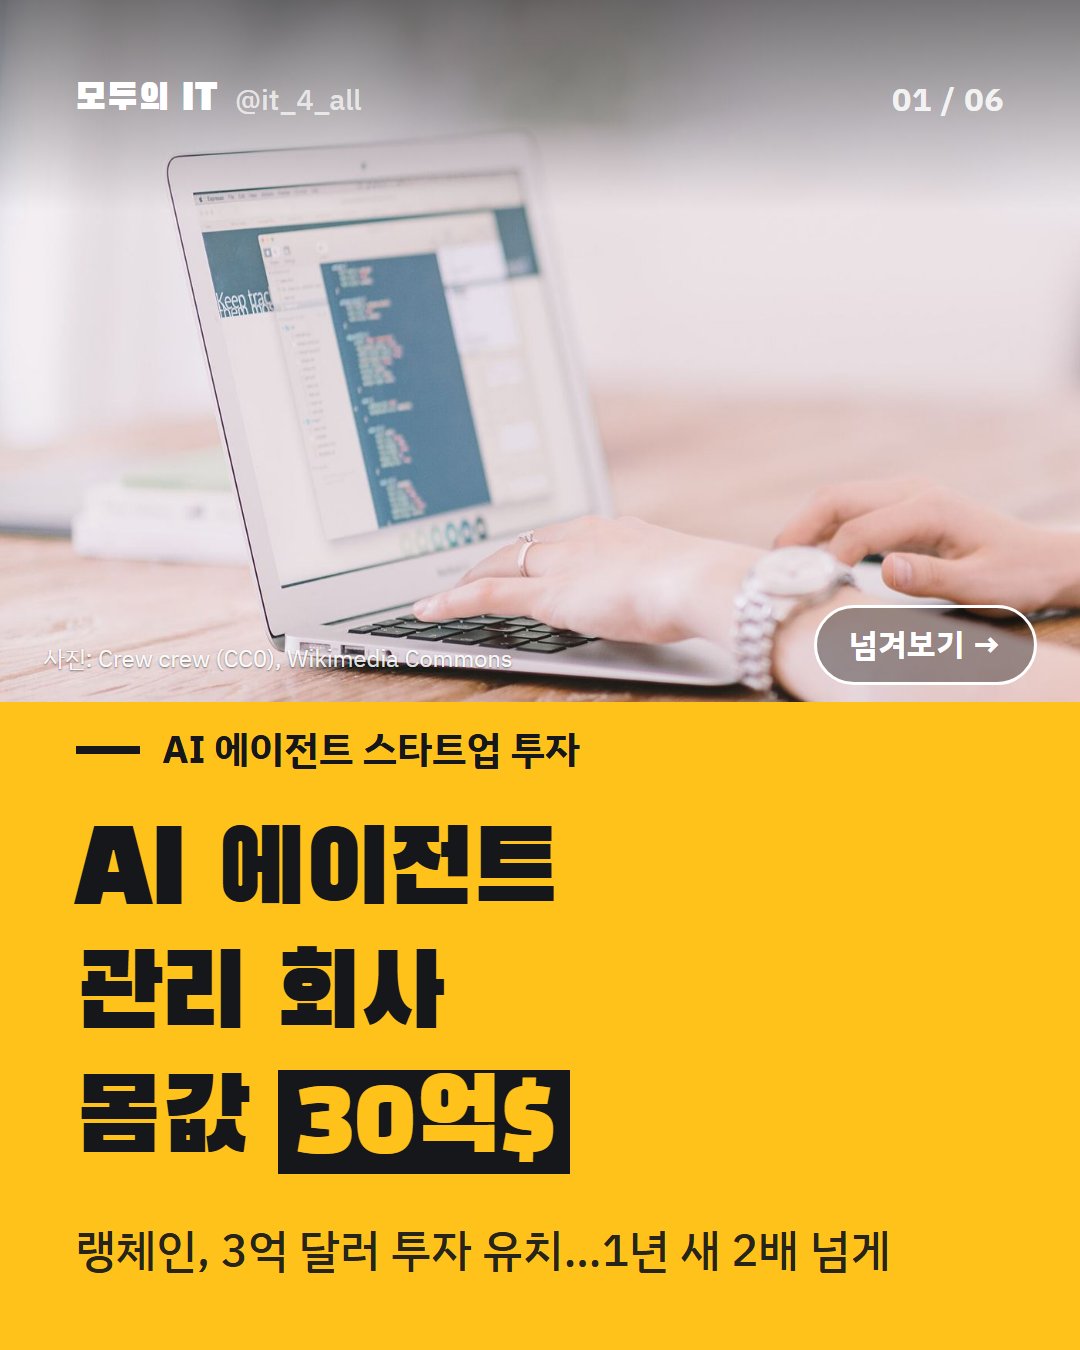 모두의 IT @it_4_all
01 / 06
Keep trac
사진: Crew crew (CC0), Wikimedia Commons
넘겨보기 →
AI 에이전트 스타트업 투자
AI 에이전트
관리 회사
몸값 30억$
랭체인, 3억 달러 투자 유치...1년 새 2배 넘게